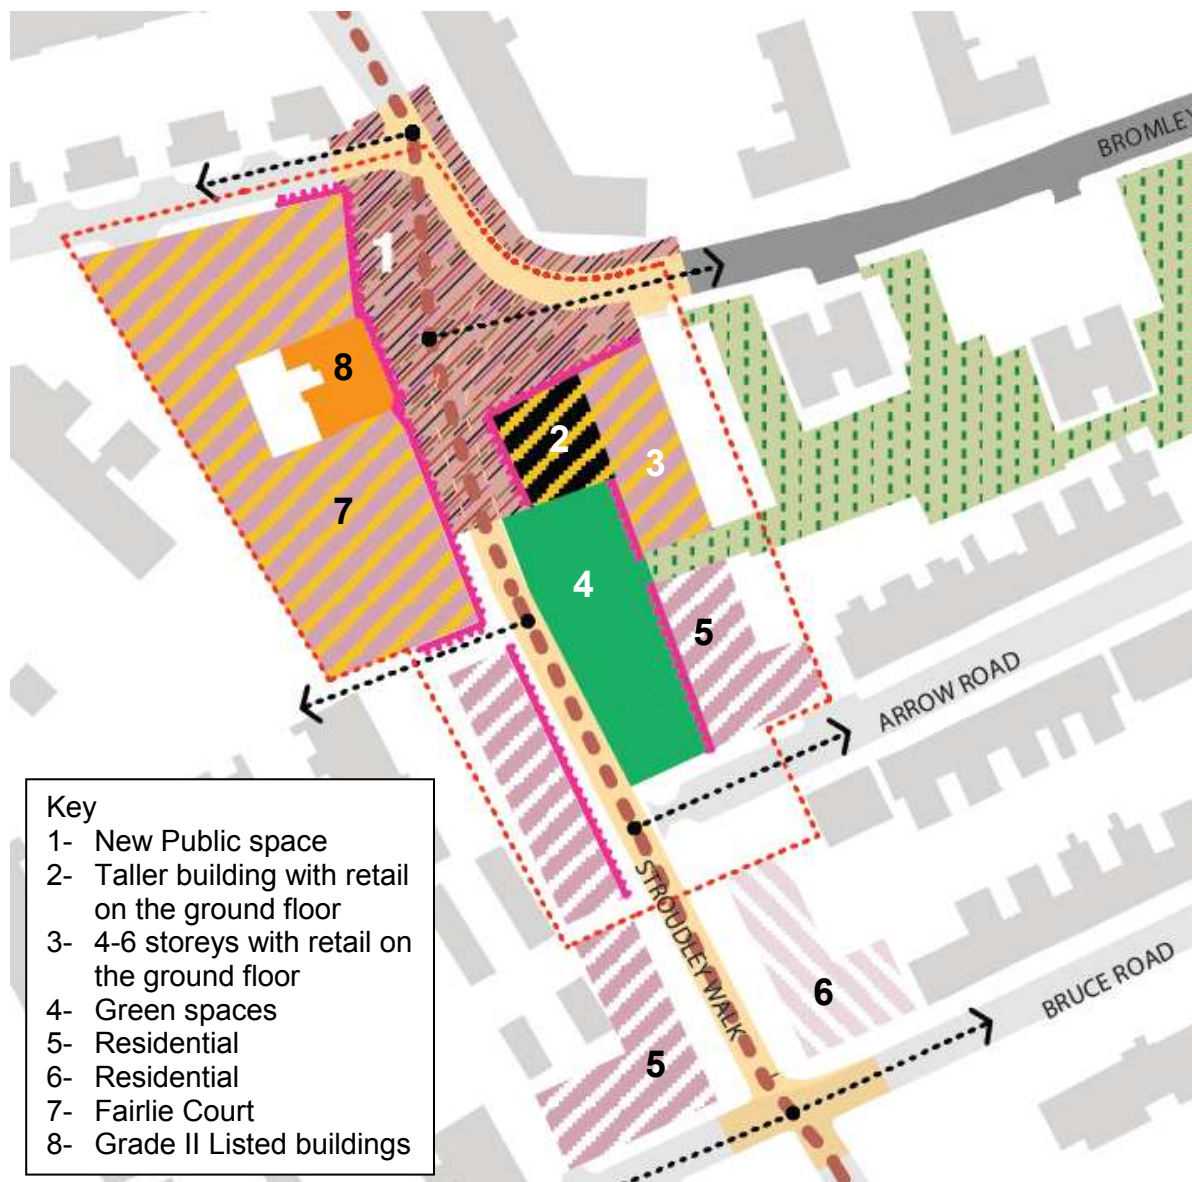 BROMLEY
1
8
2
3
7
4
5
ARROW ROAD
STROUDLEY WALK
6
BRUCE ROAD
5
Key
1- New Public space
2- Taller building with retail
on the ground floor
3- 4-6 storeys with retail on
the ground floor
4- Green spaces
5- Residential
6- Residential
7- Fairlie Court
8- Grade II Listed buildings